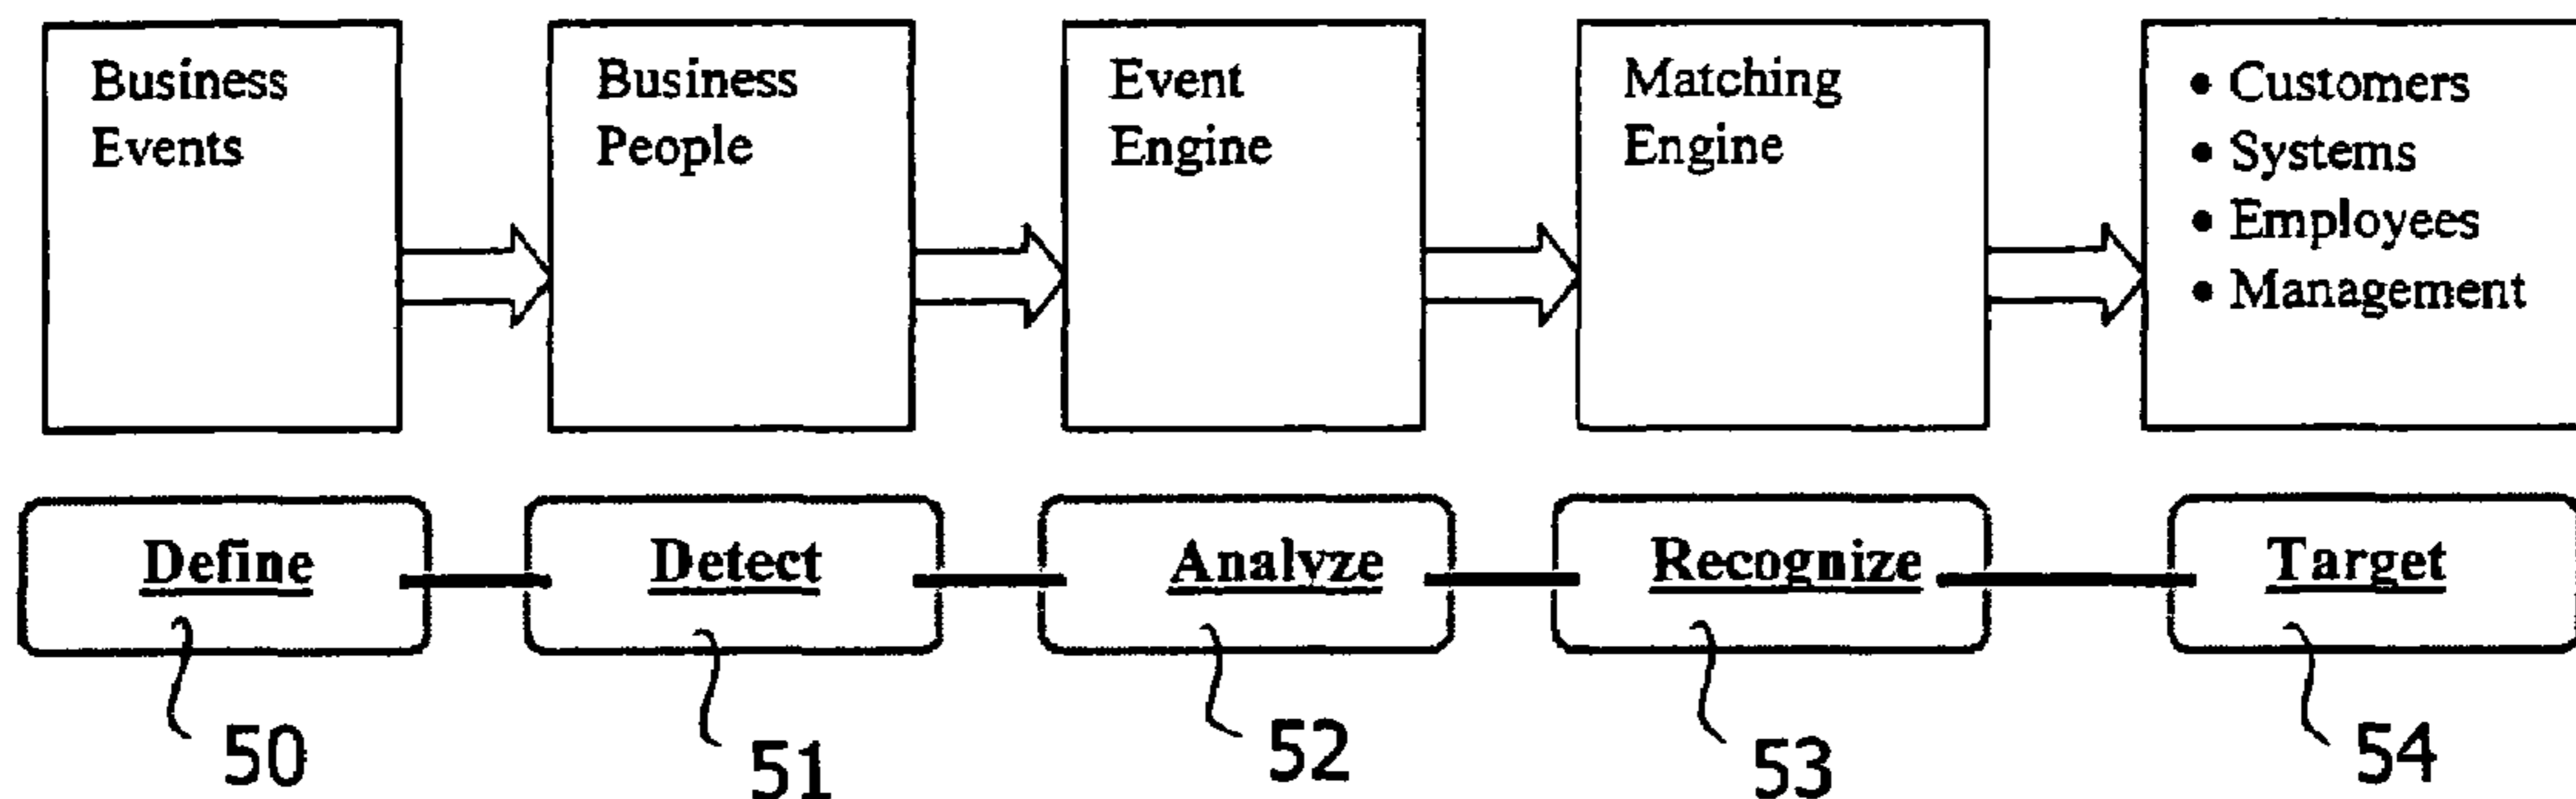 Business
Events
Business
People
Event
Engine
Matching
Engine
• Customers
• Systems
• Employees
• Management
Define
Detect
Analyze
Recognize
Target
50
51
52
53
54